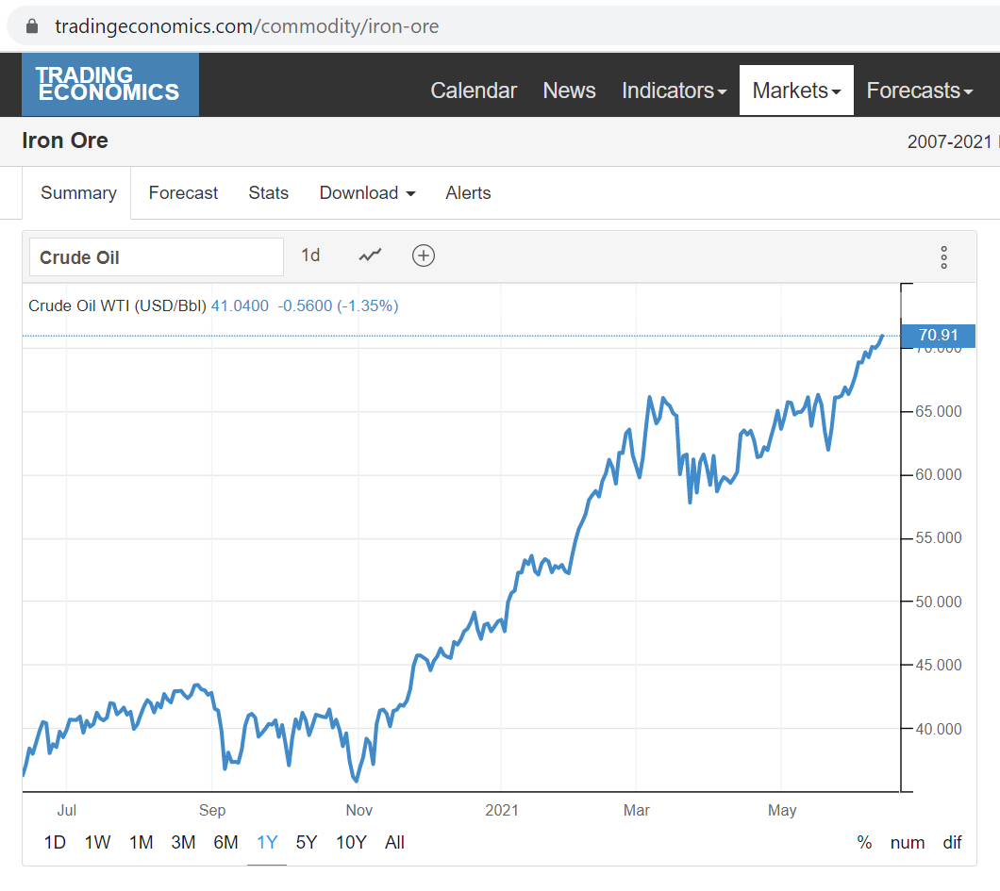 tradingeconomics.com/commodity/iron-ore
TRADING
ECONOMICS
Calendar News Indicators Markets Forecasts
Iron Ore
2007-2021
Summary Forecast Stats Download Alerts
Crude Oil 1d
Crude Oil WTI (USD/Bbl) 41.0400 -0.5600 (-1.35%)
70.91
70.000
65.000
60.000
55.000
50.000
45.000
40.000
Jul Sep Nov 2021 Mar May
1D 1W 1M 3M 6M 1Y 5Y 10Y All % num dif